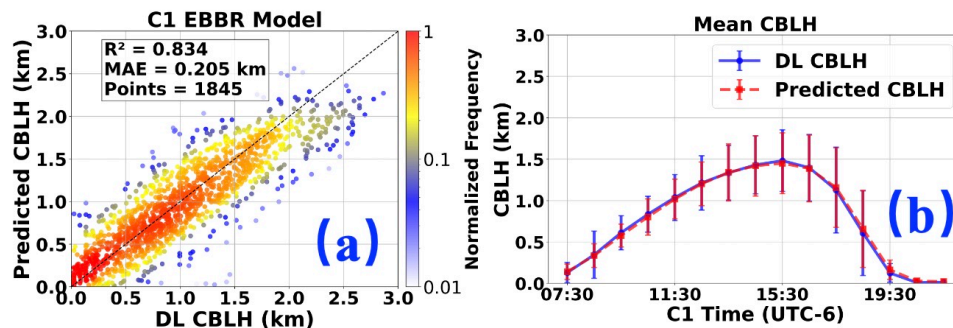 C1 EBBR Model
R² = 0.834
MAE = 0.205 km
Points = 1845
Predicted CBLH (km)
3.0
2.5
2.0
1.5
1.0
0.5
0.0
0.0 0.5 1.0 1.5 2.0 2.5 3.0
DL CBLH (km)
(a)
1
0.1
0.01
Normalized Frequency
Mean CBLH
DL CBLH
Predicted CBLH
CBLH (km)
3.0
2.5
2.0
1.5
1.0
0.5
0.0
07:30 11:30 15:30 19:30
C1 Time (UTC-6)
(b)